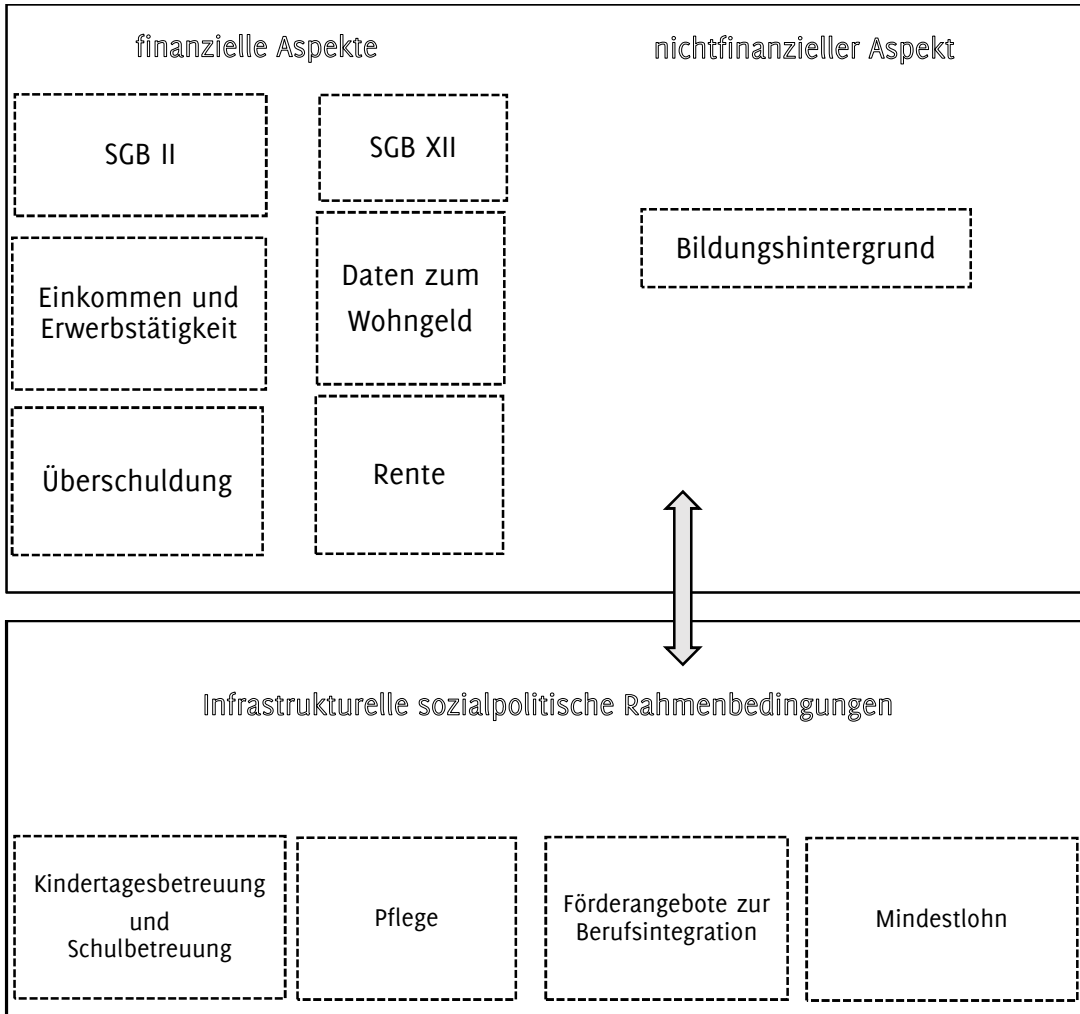 finanzielle Aspekte
nichtfinanzieller Aspekt
SGB II
SGB XII
Bildungshintergrund
Einkommen und
Erwerbstätigkeit
Daten zum
Wohngeld
Überschuldung
Rente
Infrastrukturelle sozialpolitische Rahmenbedingungen
Kindertagesbetreuung
und
Schulbetreuung
Pflege
Förderangebote zur
Berufsintegration
Mindestlohn